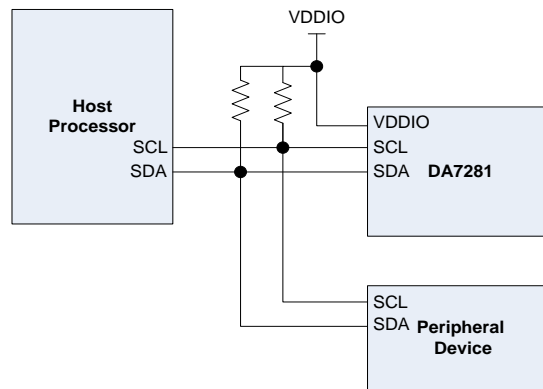 VDDIO
Host
Processor
SCL
SDA
VDDIO
SCL
SDA
DA7281
SCL
SDA
Peripheral
Device